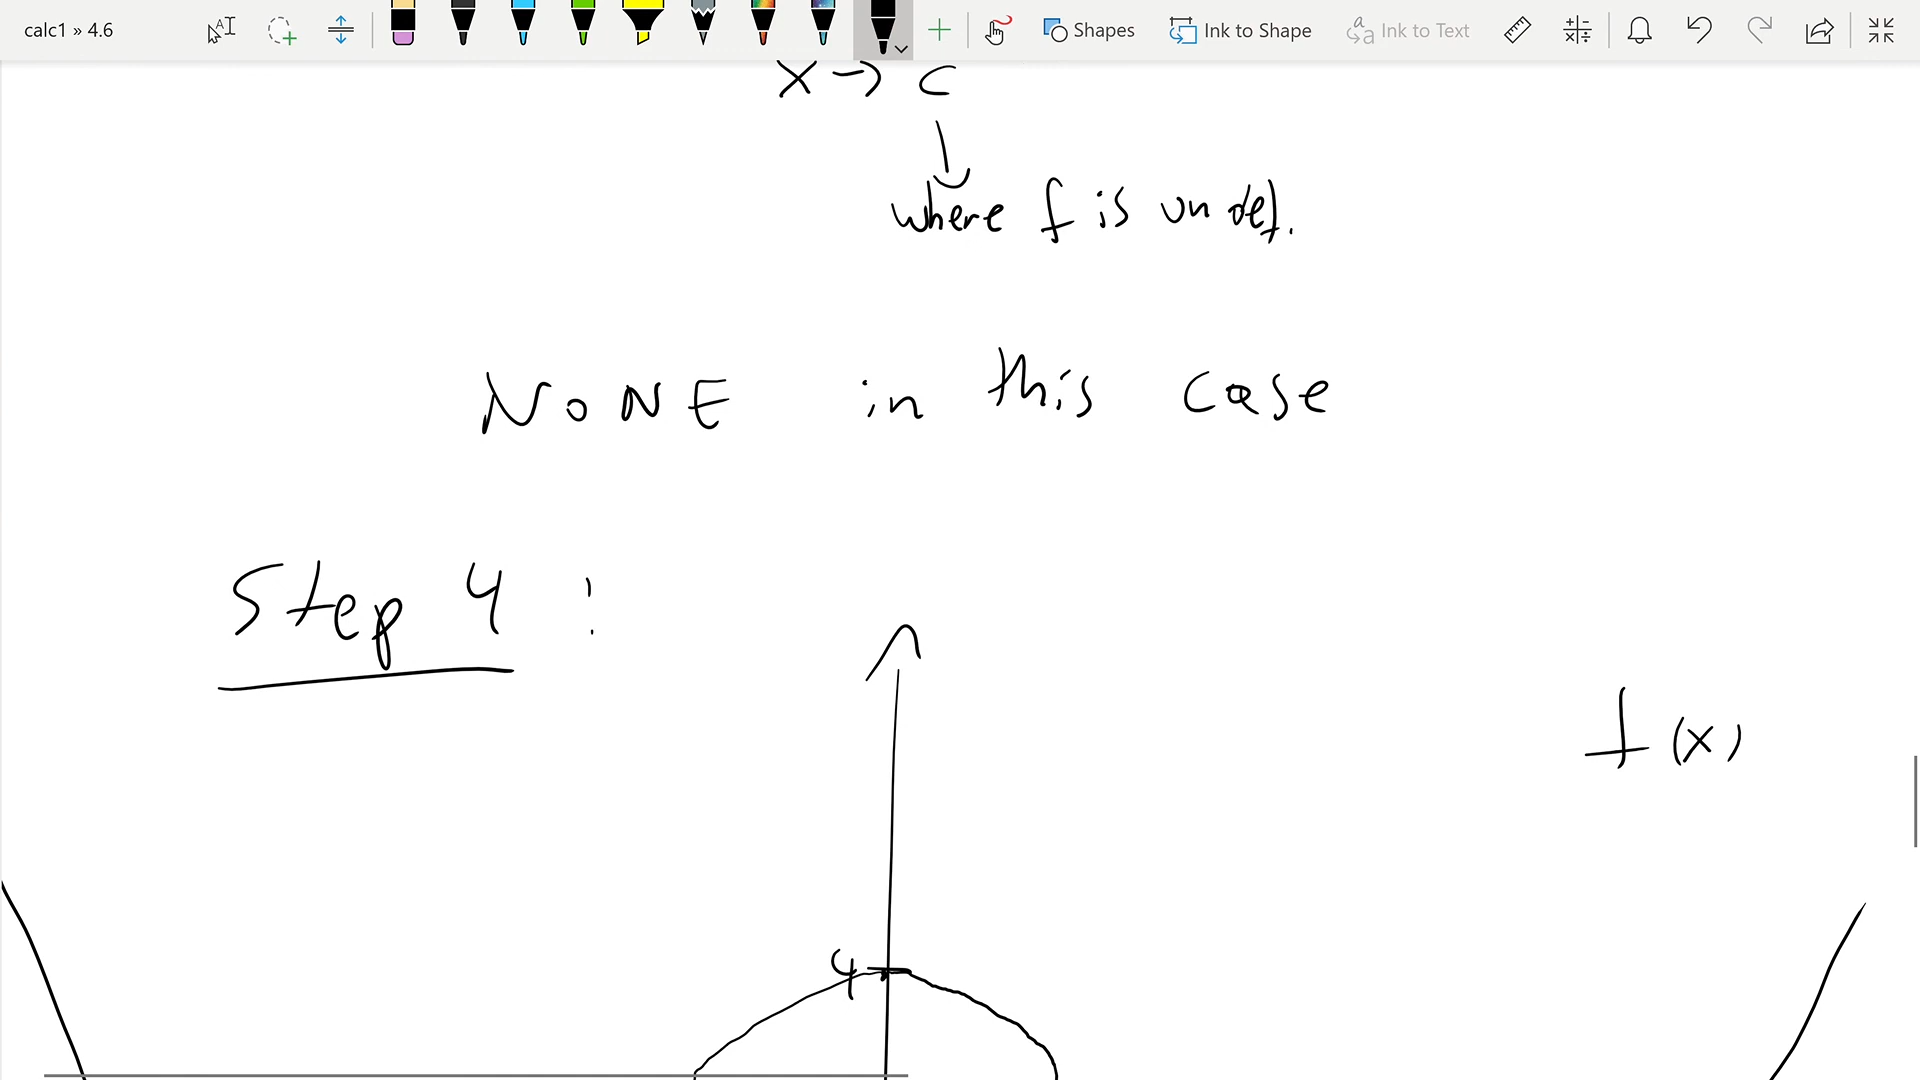 calc1 » 4.6
Shapes
Ink to Shape
Ink to Text
x → c
where f is undef.
NONE in this case
Step 4 :
f(x)
4